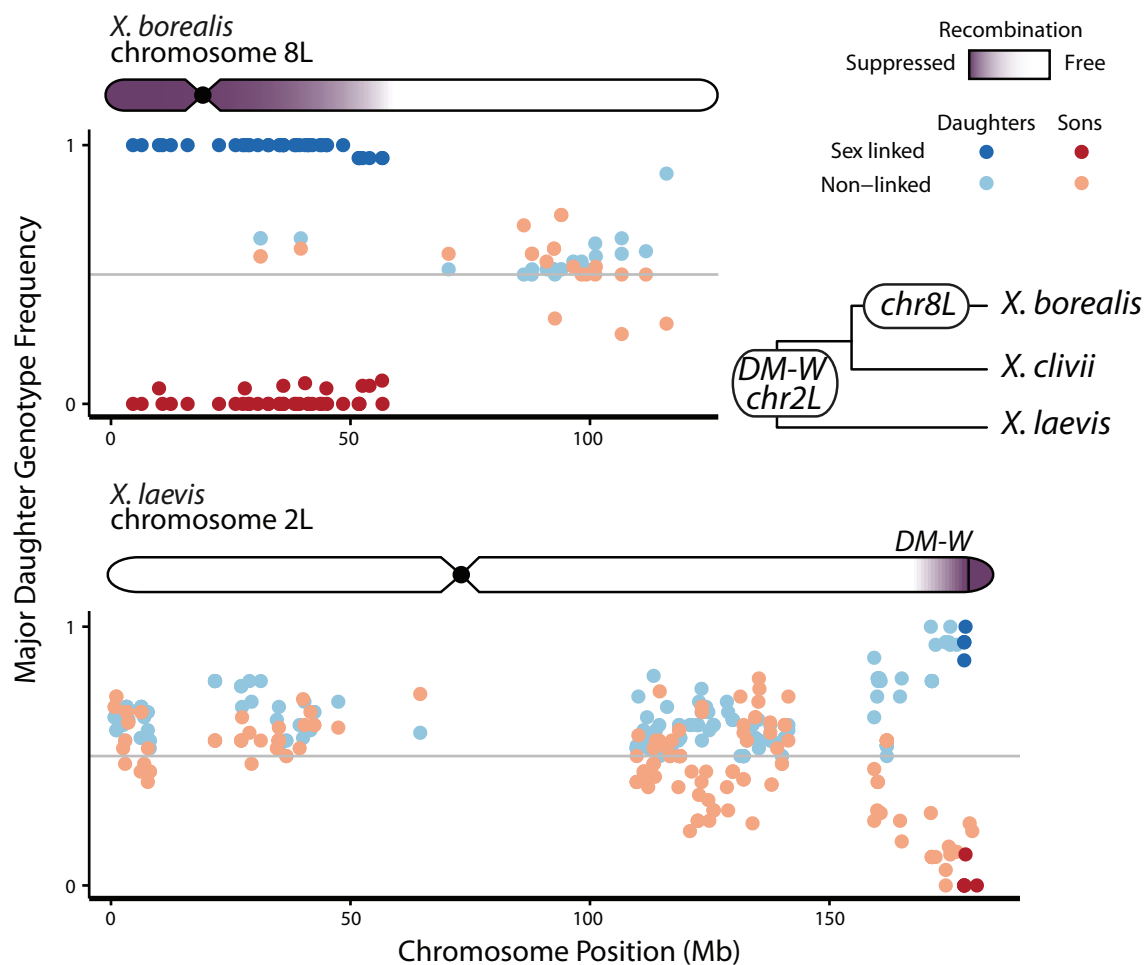 X. borealis
chromosome 8L
Recombination
Suppressed Free
Daughters Sons
Sex linked
Non−linked
Major Daughter Genotype Frequency
1
0
0 50 100
chr8L
X. borealis
DM-W
chr2L
X. clivii
X. laevis
X. laevis
chromosome 2L
DM-W
1
0
0 50 100 150
Chromosome Position (Mb)